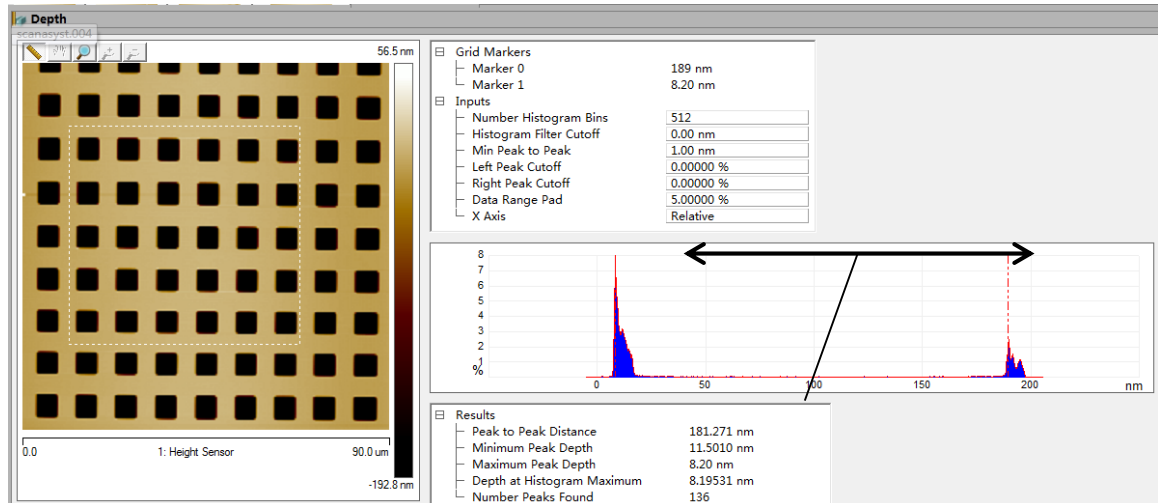 Depth
scanasyst.004
56.5 nm
0.0
1: Height Sensor
90.0 um
-192.8 nm
Grid Markers
Marker 0 189 nm
Marker 1 8.20 nm
Inputs
Number Histogram Bins 512
Histogram Filter Cutoff 0.00 nm
Min Peak to Peak 1.00 nm
Left Peak Cutoff 0.00000 %
Right Peak Cutoff 0.00000 %
Data Range Pad 5.00000 %
X Axis Relative
8
7
6
5
4
3
2
1
%
0 50 100 150 200 nm
Results
Peak to Peak Distance 181.271 nm
Minimum Peak Depth 11.5010 nm
Maximum Peak Depth 8.20 nm
Depth at Histogram Maximum 8.19531 nm
Number Peaks Found 136